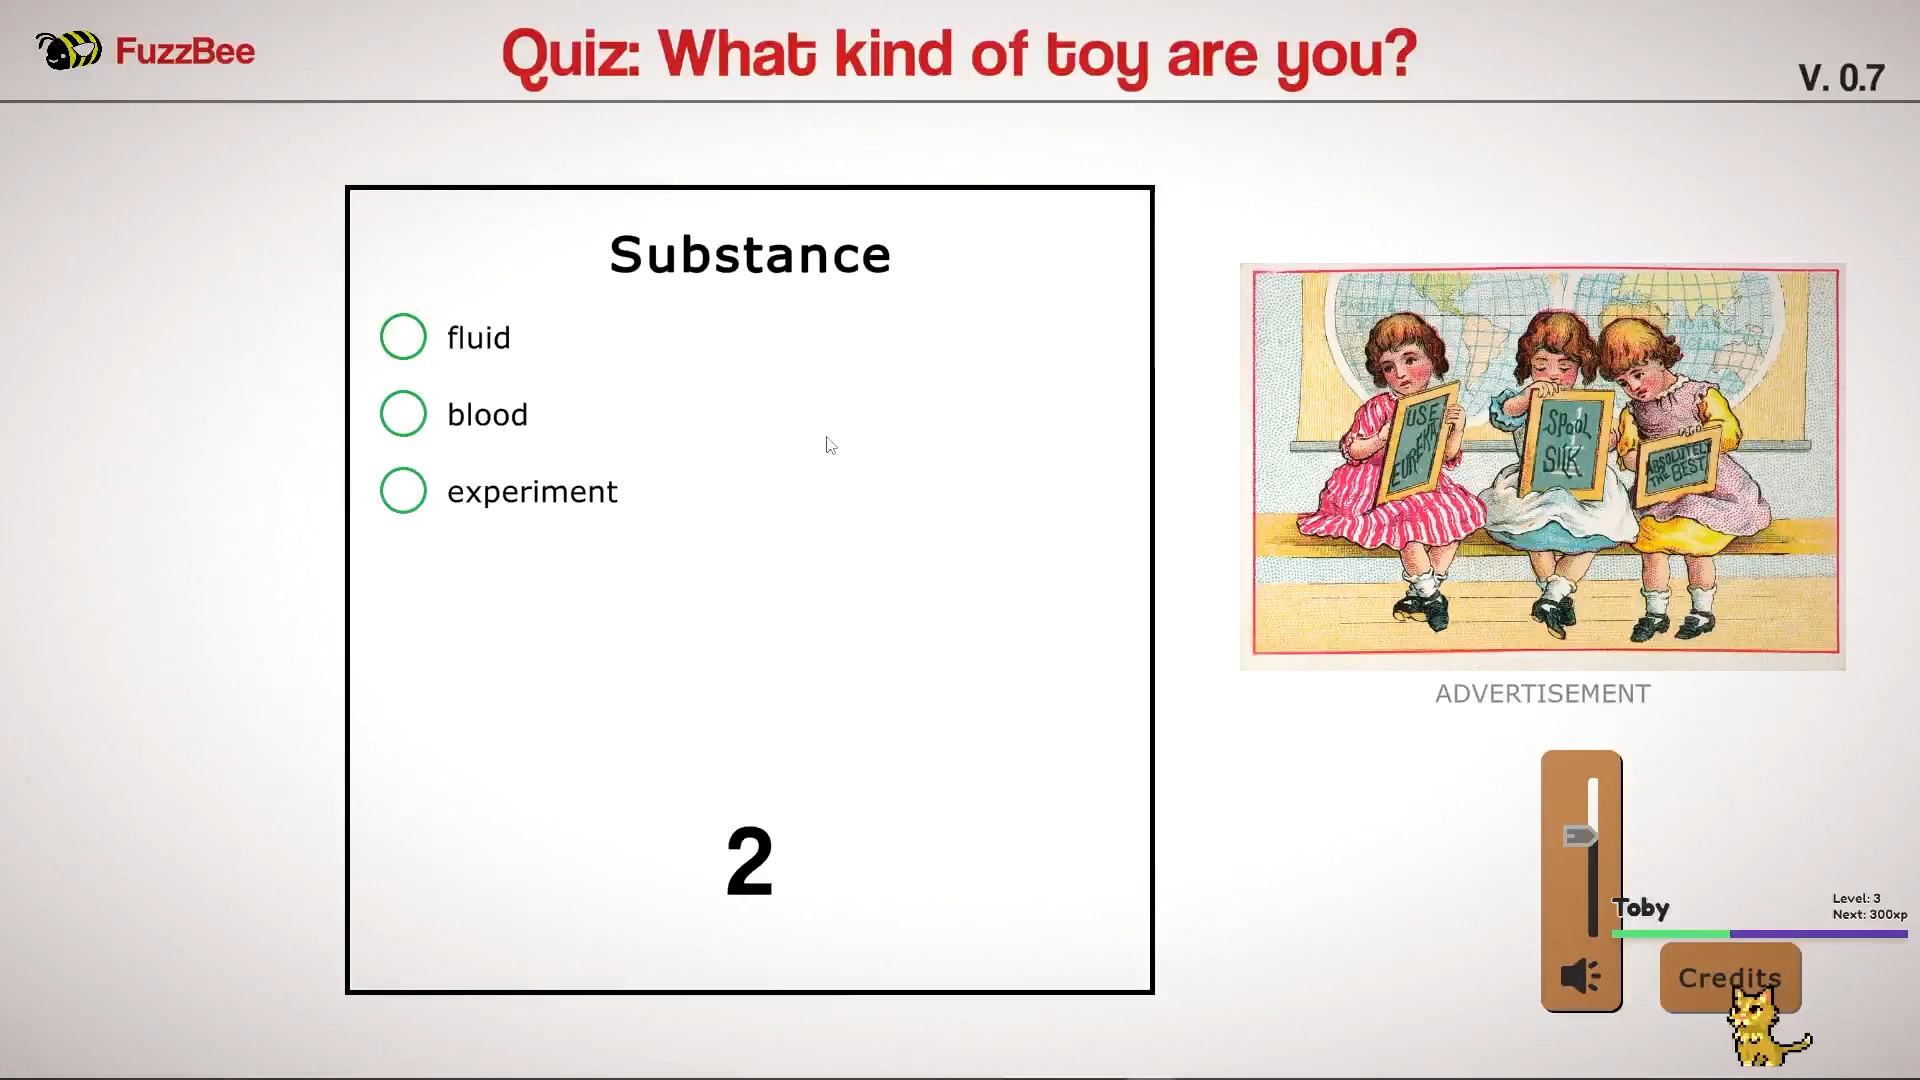 FuzzBee
Quiz: What kind of toy are you?
V. 0.7
Substance
fluid
blood
experiment
2
USE
EUREKA
SPOOL
SILK
ABSOLUTELY
THE BEST
ADVERTISEMENT
Toby
Level: 3
Next: 300xp
Credits